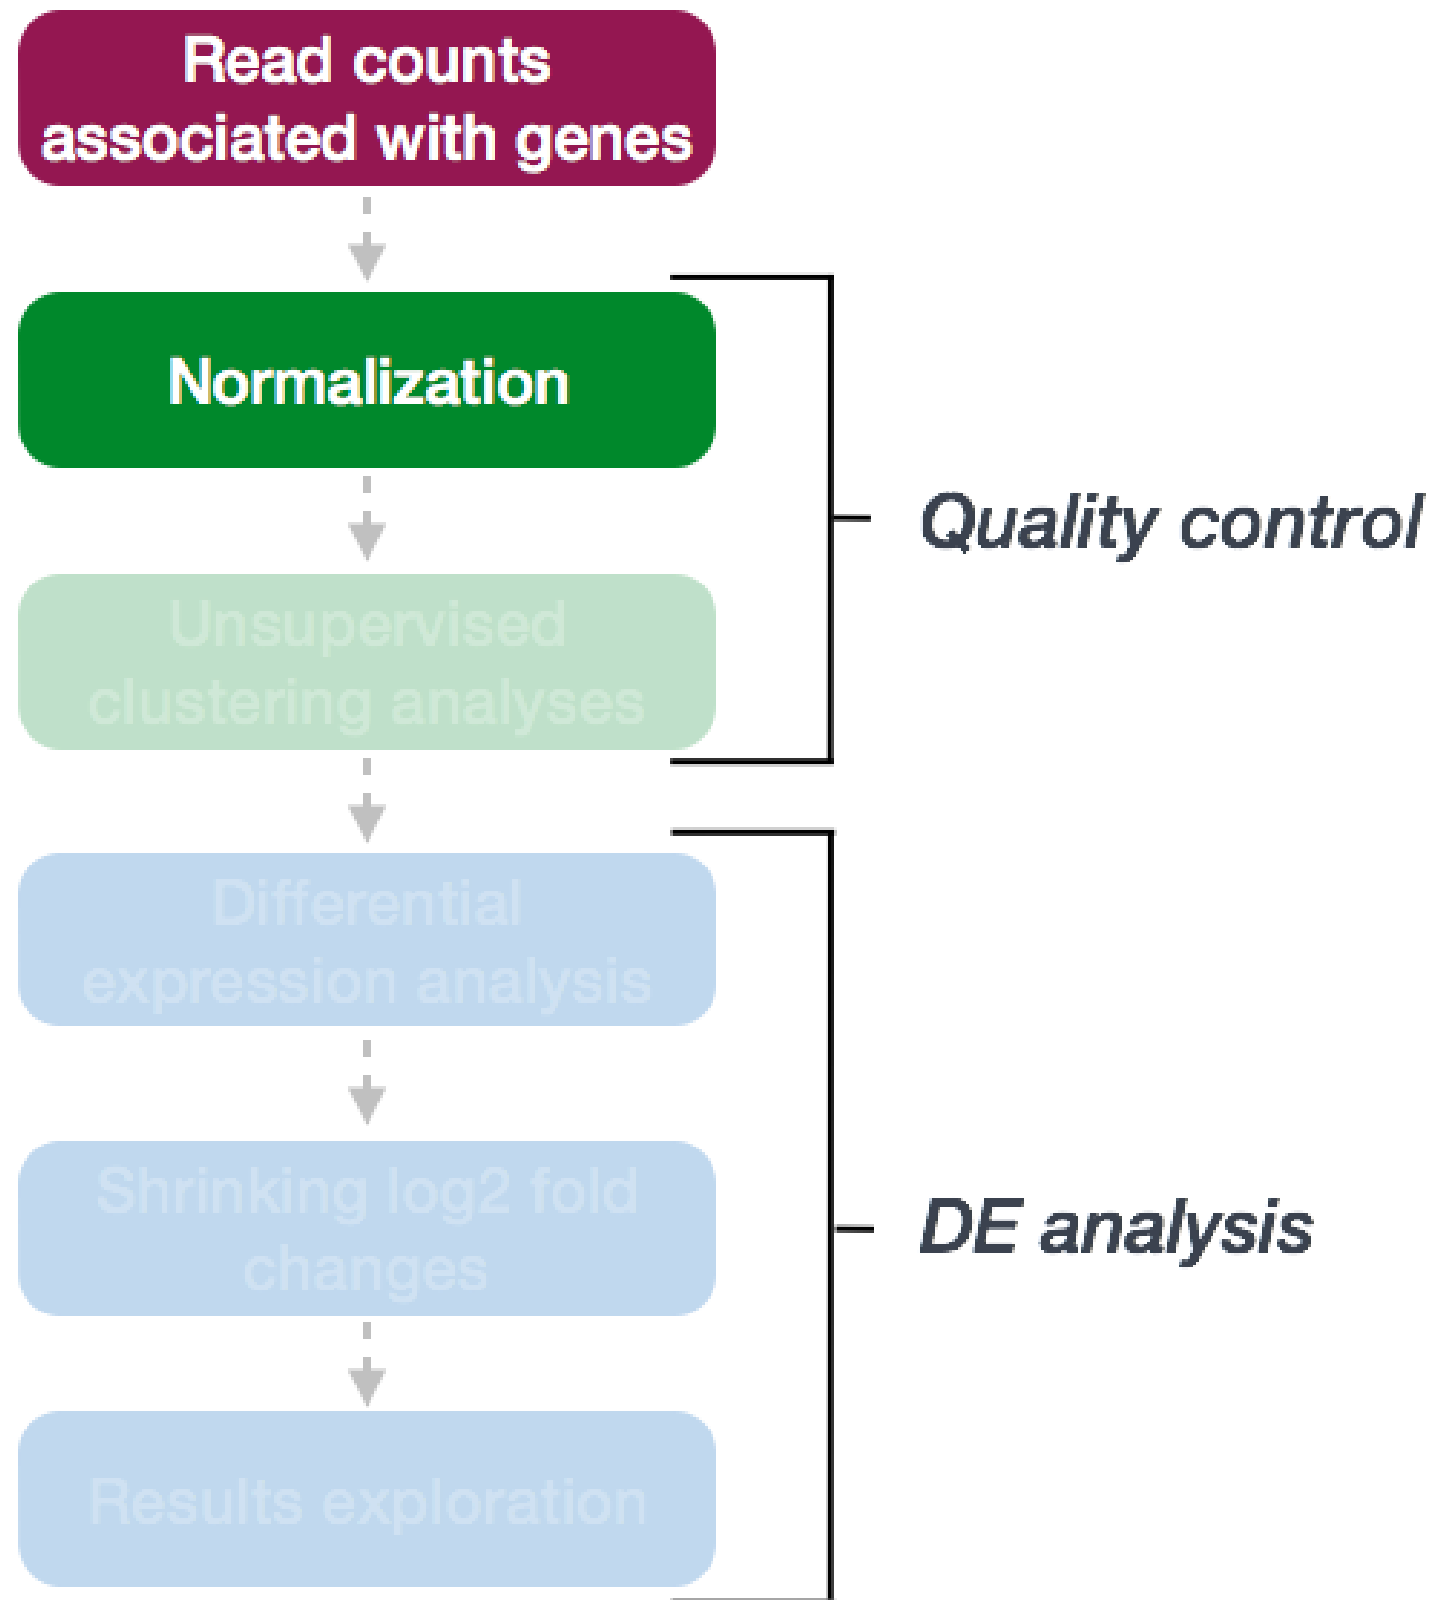 Read counts
associated with genes
Normalization
Quality control
Unsupervised
clustering analyses
Differential
expression analysis
Shrinking log2 fold
changes
DE analysis
Results exploration